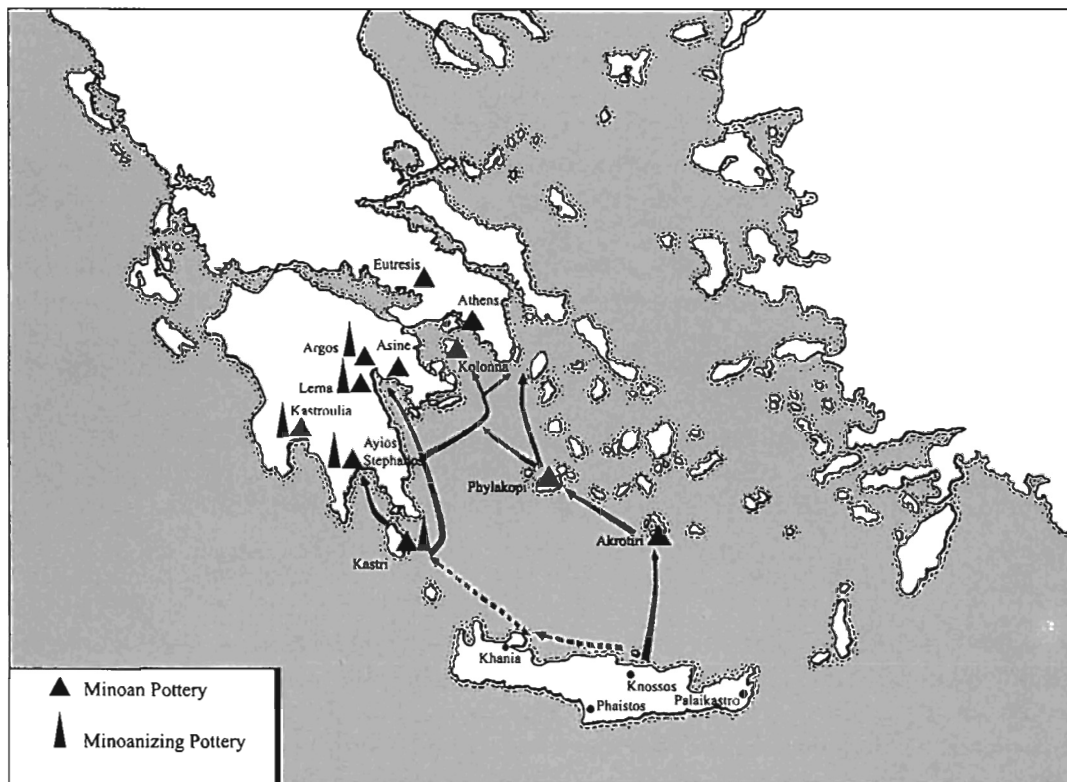 Eutresis
Athens
Argos
Asine
Kolonna
Lerna
Kastroulia
Ayios
Stephanos
Phylakopi
Akrotiri
Kastri
Khania
Knossos
Phaistos
Palaikastro
Minoan Pottery
Minoanizing Pottery